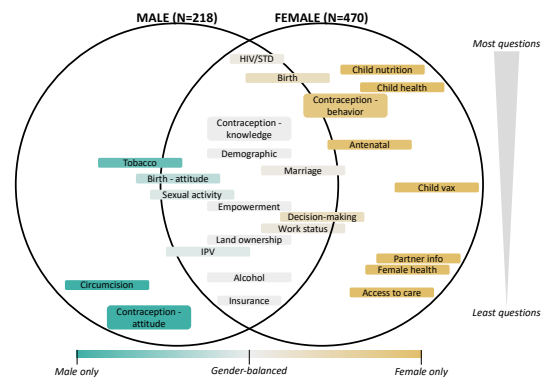 MALE (N=218)
FEMALE (N=470)
Most questions
HIV/STD
Child nutrition
Birth
Child health
Contraception -
behavior
Contraception -
knowledge
Antenatal
Demographic
Tobacco
Marriage
Birth - attitude
Child vax
Sexual activity
Empowerment
Decision-making
Work status
Land ownership
IPV
Partner info
Female health
Alcohol
Circumcision
Access to care
Insurance
Least questions
Contraception -
attitude
Male only
Gender-balanced
Female only